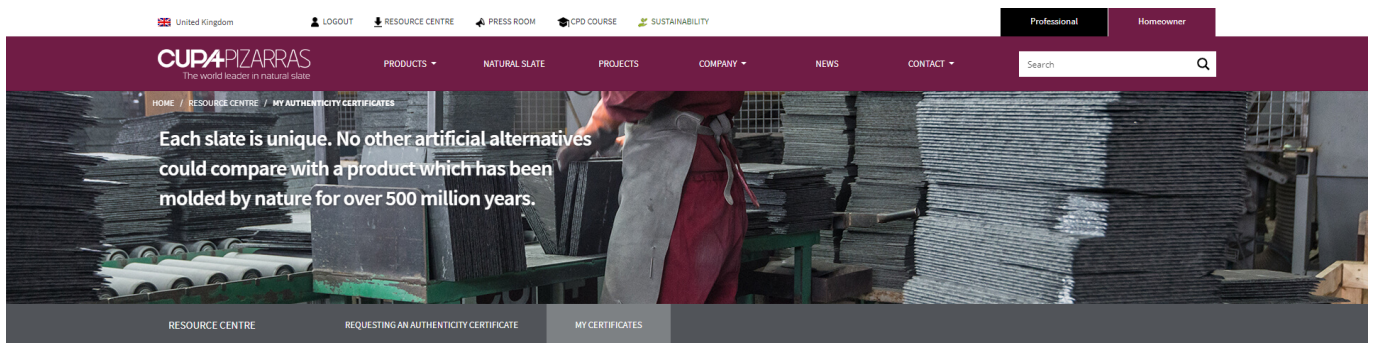 United Kingdom
LOGOUT
RESOURCE CENTRE
PRESS ROOM
CPD COURSE
SUSTAINABILITY
Professional
Homeowner
CUPA PIZARRAS
The world leader in natural slate
PRODUCTS
NATURAL SLATE
PROJECTS
COMPANY
NEWS
CONTACT
Search
HOME / RESOURCE CENTRE / MY AUTHENTICITY CERTIFICATES
Each slate is unique. No other artificial alternatives
could compare with a product which has been
molded by nature for over 500 million years.
RESOURCE CENTRE
REQUESTING AN AUTHENTICITY CERTIFICATE
MY CERTIFICATES